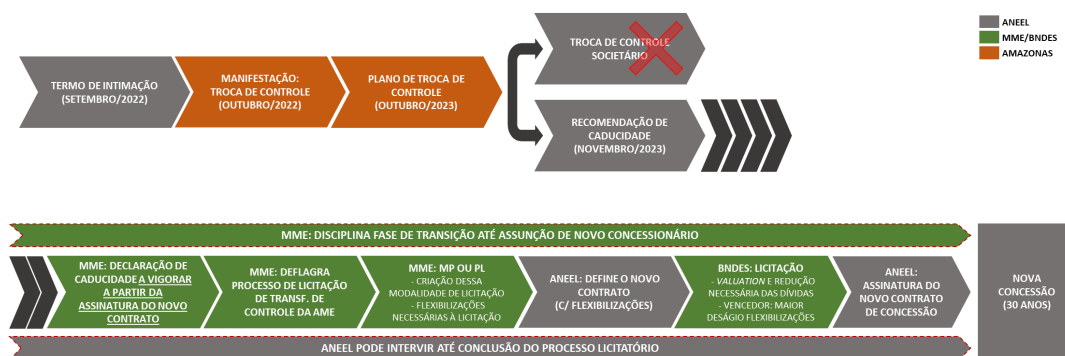 ANEEL
MME/BNDES
AMAZONAS
TERMO DE INTIMAÇÃO
(SETEMBRO/2022)
MANIFESTAÇÃO:
TROCA DE CONTROLE
(OUTUBRO/2022)
PLANO DE TROCA DE
CONTROLE
(OUTUBRO/2023)
TROCA DE CONTROLE
SOCIETÁRIO
RECOMENDAÇÃO DE
CADUCIDADE
(NOVEMBRO/2023)
MME: DISCIPLINA FASE DE TRANSIÇÃO ATÉ ASSUNÇÃO DE NOVO CONCESSIONÁRIO
MME: DECLARAÇÃO DE
CADUCIDADE A VIGORAR
A PARTIR DA
ASSINATURA DO NOVO
CONTRATO
MME: DEFLAGRA
PROCESSO DE LICITAÇÃO
DE TRANSF. DE
CONTROLE DA AME
MME: MP OU PL
- CRIAÇÃO DESSA
MODALIDADE DE LICITAÇÃO
- FLEXIBILIZAÇÕES
NECESSÁRIAS À LICITAÇÃO
ANEEL: DEFINE O NOVO
CONTRATO
(C/ FLEXIBILIZAÇÕES)
BNDES: LICITAÇÃO
- VALUATION E REDUÇÃO
NECESSÁRIA DAS DÍVIDAS
- VENCEDOR: MAIOR
DESÁGIO FLEXIBILIZAÇÕES
ANEEL:
ASSINATURA DO
NOVO CONTRATO
DE CONCESSÃO
NOVA
CONCESSÃO
(30 ANOS)
ANEEL PODE INTERVIR ATÉ CONCLUSÃO DO PROCESSO LICITATÓRIO